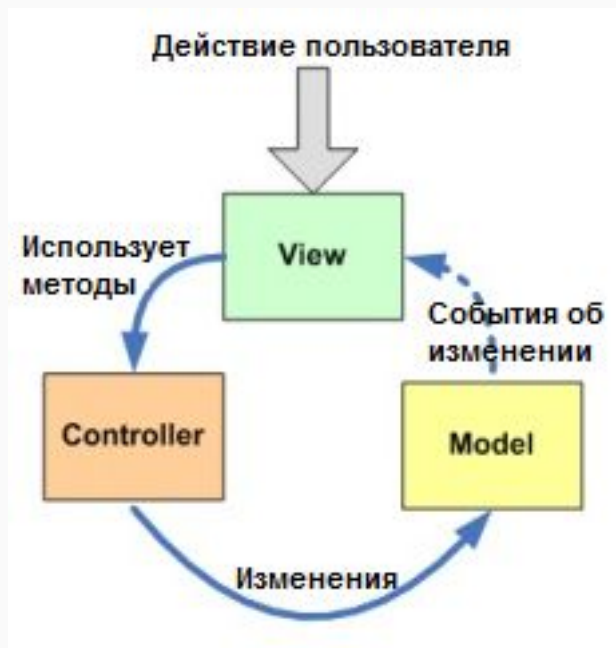 Действие пользователя
View
Использует
методы
События об
изменении
Controller
Model
Изменения